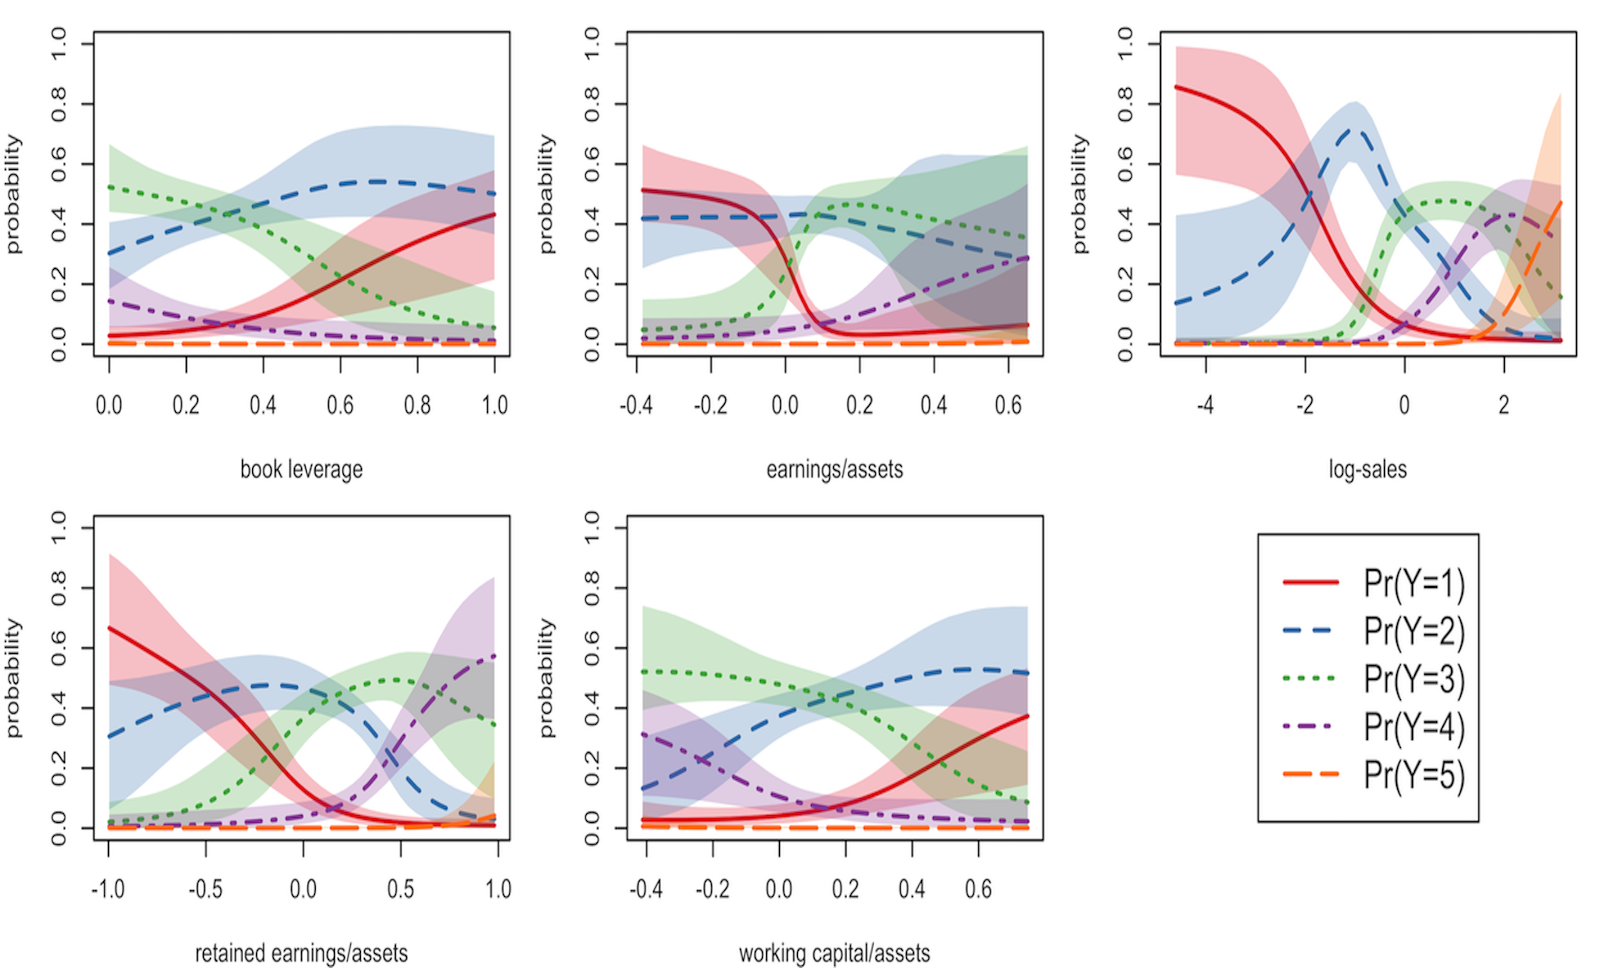 probability
1.0
0.8
0.6
0.4
0.2
0.0
0.0 0.2 0.4 0.6 0.8 1.0
book leverage
probability
1.0
0.8
0.6
0.4
0.2
0.0
-0.4 -0.2 0.0 0.2 0.4 0.6
earnings/assets
probability
1.0
0.8
0.6
0.4
0.2
0.0
-4 -2 0 2
log-sales
probability
1.0
0.8
0.6
0.4
0.2
0.0
-1.0 -0.5 0.0 0.5 1.0
retained earnings/assets
probability
1.0
0.8
0.6
0.4
0.2
0.0
-0.4 -0.2 0.0 0.2 0.4 0.6
working capital/assets
Pr(Y=1)
Pr(Y=2)
Pr(Y=3)
Pr(Y=4)
Pr(Y=5)